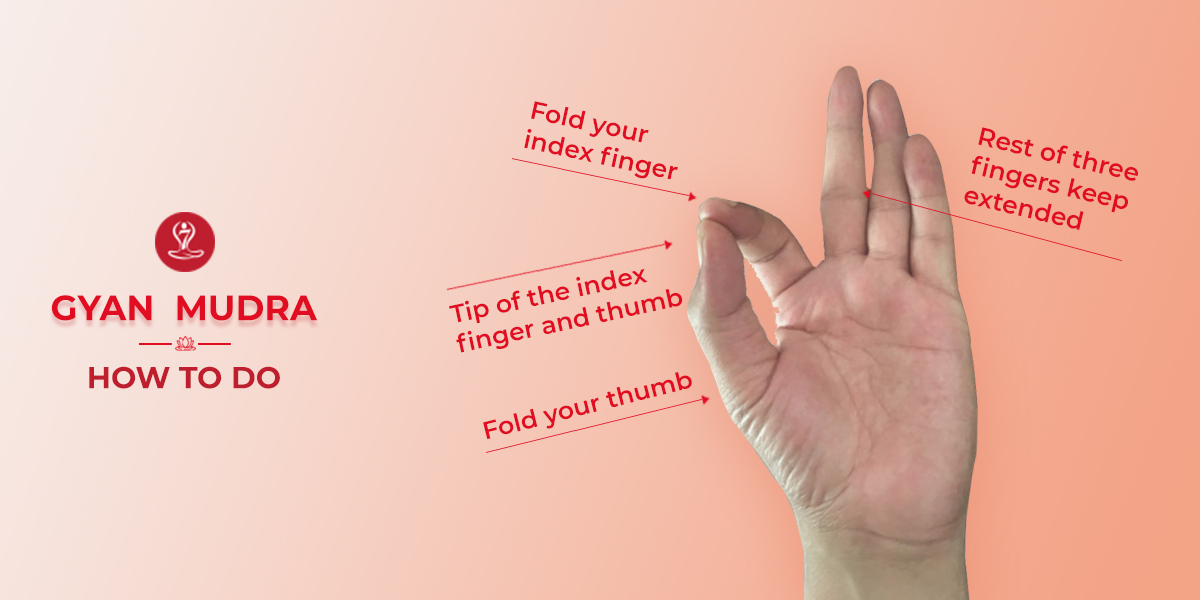 GYAN MUDRA
HOW TO DO
Fold your
index finger
Tip of the index
finger and thumb
Fold your thumb
Rest of three
fingers keep
extended